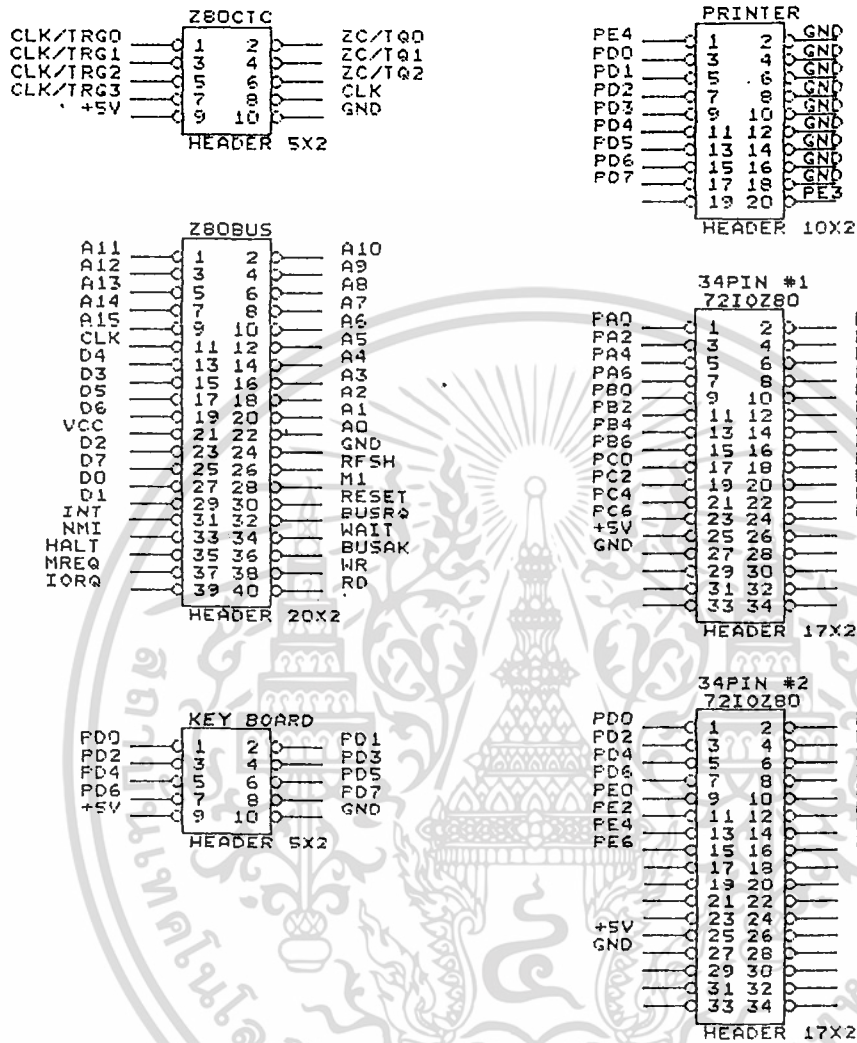 Z80CTC
CLK/TRG0 1 2 ZC/TQ0
CLK/TRG1 3 4 ZC/TQ1
CLK/TRG2 5 6 ZC/TQ2
CLK/TRG3 7 8 CLK
+5V 9 10 GND
HEADER 5X2
Z80BUS
A11 1 2 A10
A12 3 4 A9
A13 5 6 A8
A14 7 8 A7
A15 9 10 A6
CLK 11 12 A5
D4 13 14 A4
D3 15 16 A3
D5 17 18 A2
D6 19 20 A1
VCC 21 22 A0
D2 23 24 GND
D7 25 26 RFSH
D0 27 28 M1
D1 29 30 RESET
INT 31 32 BUSRQ
NMI 33 34 WAIT
HALT 35 36 BUSAK
MREQ 37 38 WR
IORQ 39 40 RD
HEADER 20X2
KEY BOARD
PD0 1 2 PD1
PD2 3 4 PD3
PD4 5 6 PD5
PD6 7 8 PD7
+5V 9 10 GND
HEADER 5X2
PRINTER
PE4 1 2 GND
PD0 3 4 GND
PD1 5 6 GND
PD2 7 8 GND
PD3 9 10 GND
PD4 11 12 GND
PD5 13 14 GND
PD6 15 16 GND
PD7 17 18 GND
19 20 PE3
HEADER 10X2
34PIN #1
72IOZ80
PA0 1 2
PA2 3 4
PA4 5 6
PA6 7 8
PB0 9 10
PB2 11 12
PB4 13 14
PB6 15 16
PC0 17 18
PC2 19 20
PC4 21 22
PC6 23 24
+5V 25 26
GND 27 28
29 30
31 32
33 34
HEADER 17X2
34PIN #2
72IOZ80
PD0 1 2
PD2 3 4
PD4 5 6
PD6 7 8
PE0 9 10
PE2 11 12
PE4 13 14
PE6 15 16
17 18
19 20
21 22
23 24
+5V 25 26
GND 27 28
29 30
31 32
33 34
HEADER 17X2